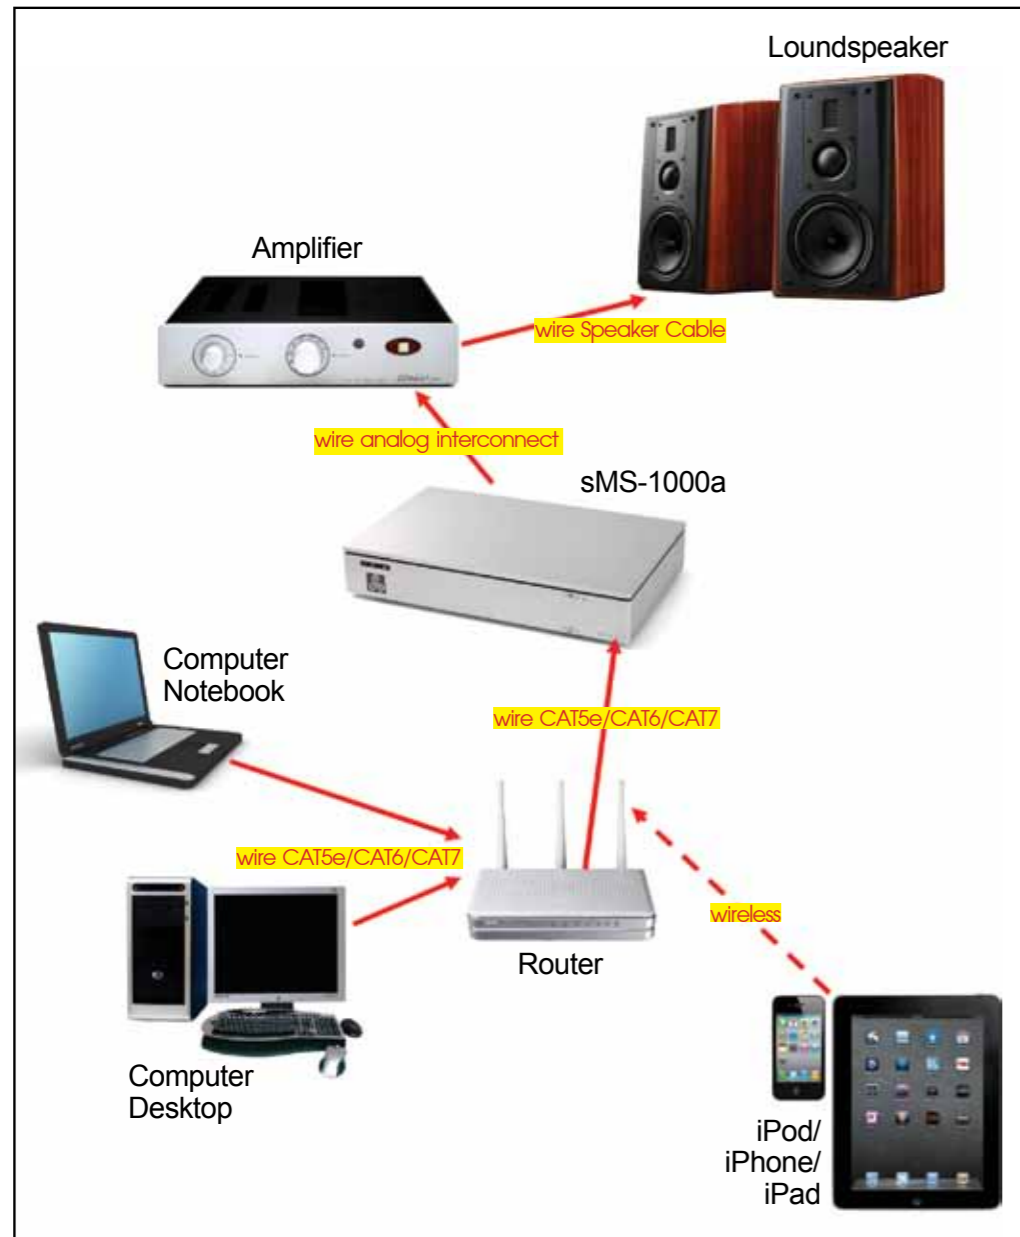 Loundspeaker
Amplifier
wire Speaker Cable
wire analog interconnect
sMS-1000a
Computer
Notebook
wire CAT5e/CAT6/CAT7
wire CAT5e/CAT6/CAT7
wireless
Router
Computer
Desktop
iPod/
iPhone/
iPad